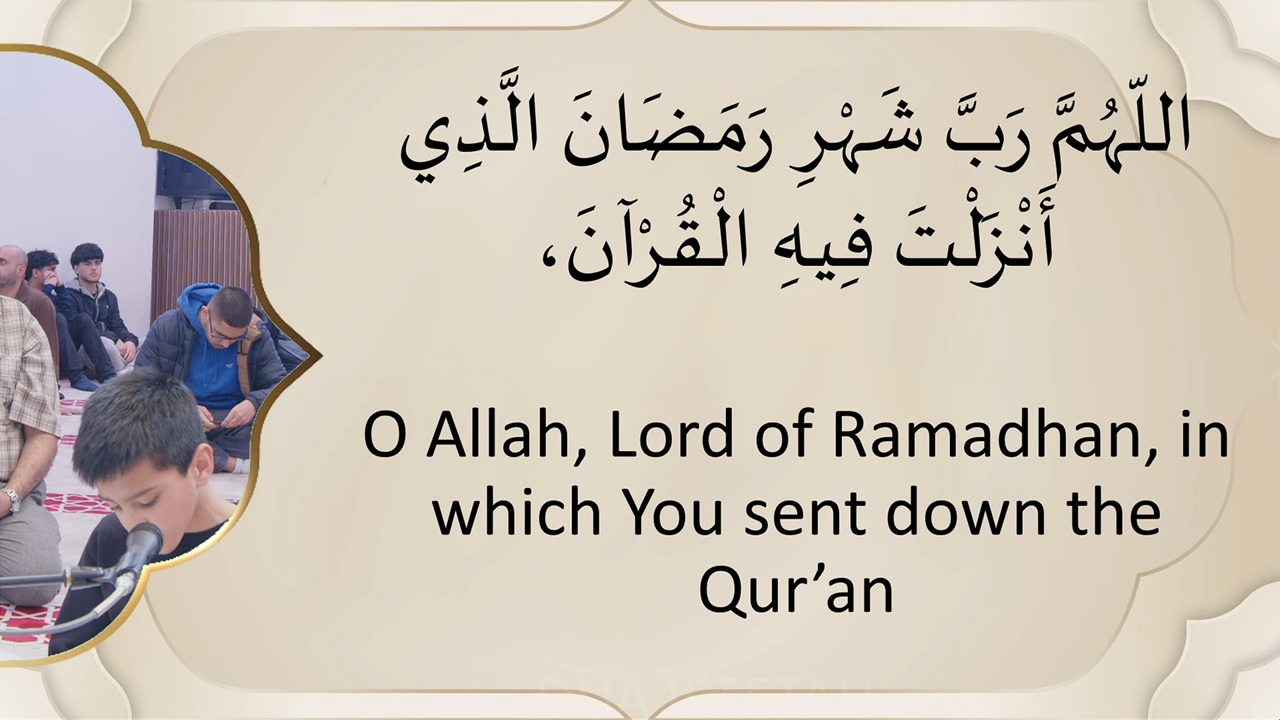 اللّهُمَّ رَبَّ شَهْرِ رَمَضَانَ الَّذِي
أَنْزَلْتَ فِيهِ الْقُرْآنَ،
O Allah, Lord of Ramadhan, in
which You sent down the
Qur’an